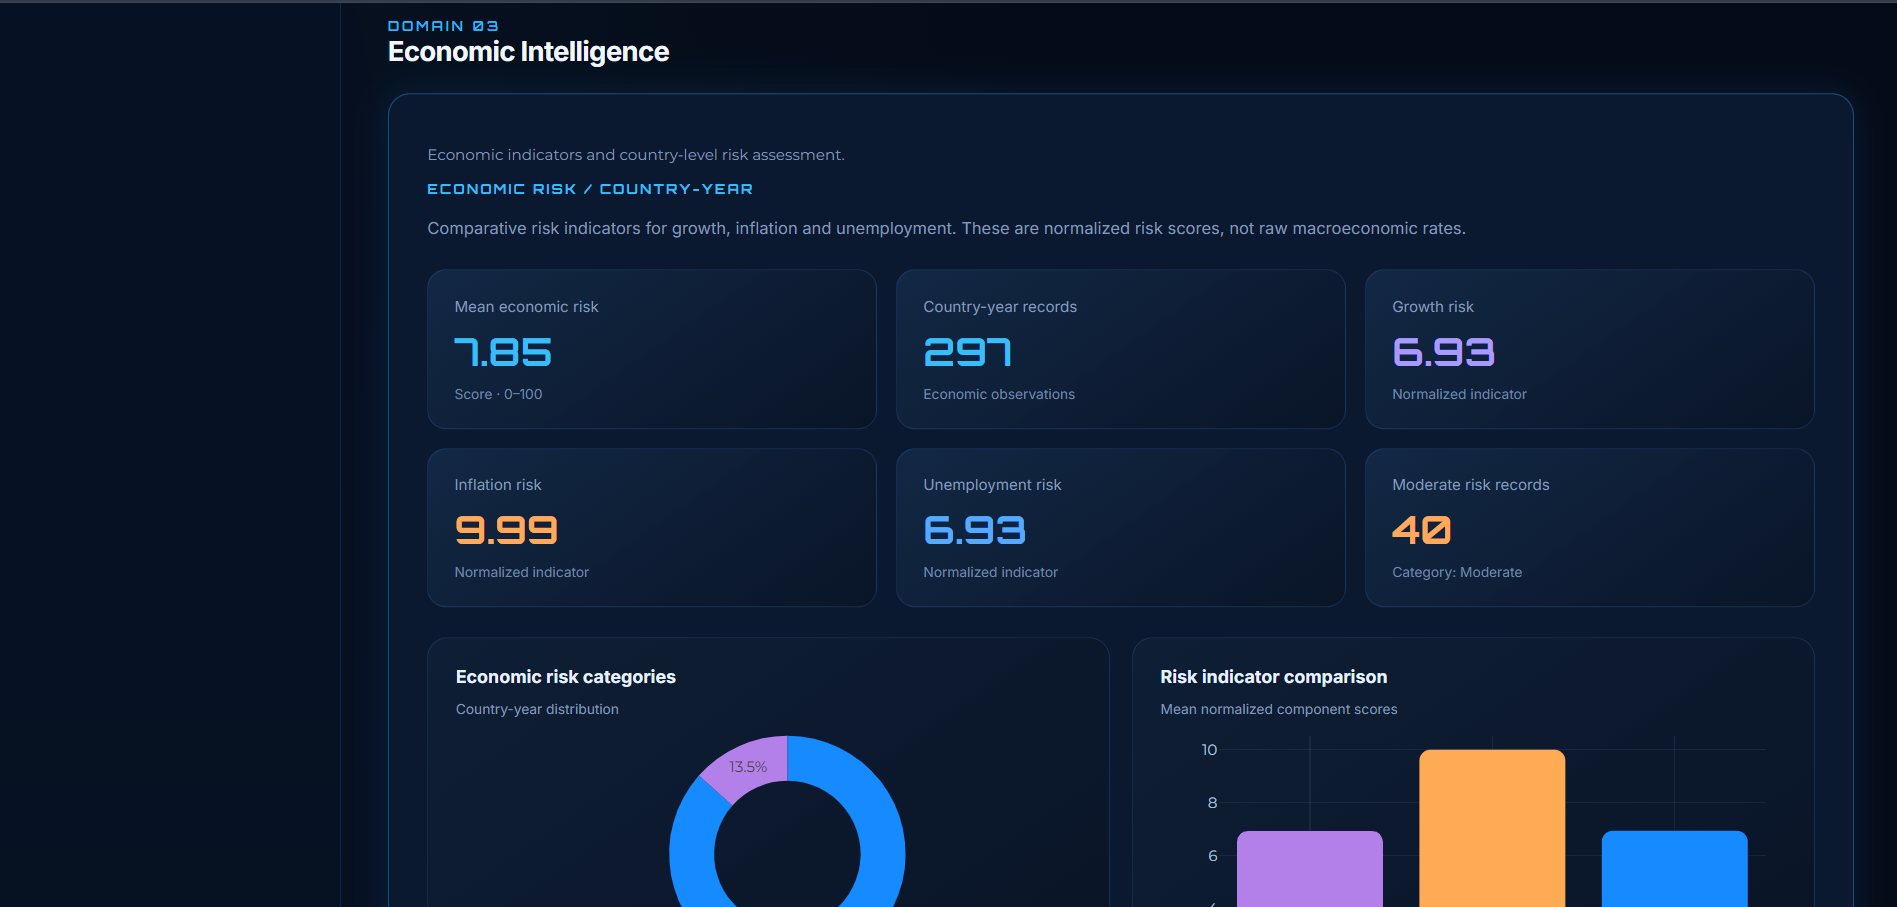 DOMAIN 03
Economic Intelligence
Economic indicators and country-level risk assessment.
ECONOMIC RISK / COUNTRY-YEAR
Comparative risk indicators for growth, inflation and unemployment. These are normalized risk scores, not raw macroeconomic rates.
Mean economic risk
7.85
Score · 0–100
Country-year records
297
Economic observations
Growth risk
6.93
Normalized indicator
Inflation risk
9.99
Normalized indicator
Unemployment risk
6.93
Normalized indicator
Moderate risk records
40
Category: Moderate
Economic risk categories
Country-year distribution
13.5%
Risk indicator comparison
Mean normalized component scores
10
8
6